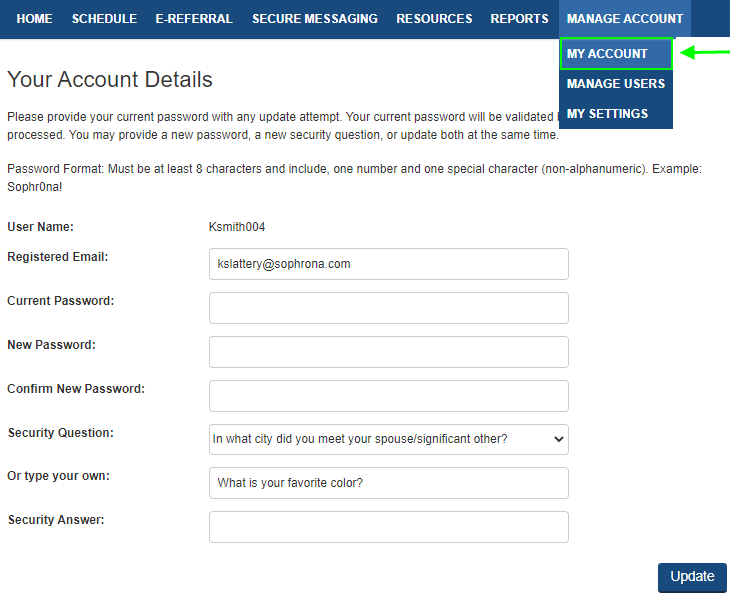 HOME SCHEDULE E-REFERRAL SECURE MESSAGING RESOURCES REPORTS MANAGE ACCOUNT
MY ACCOUNT
MANAGE USERS
MY SETTINGS
Your Account Details
Please provide your current password with any update attempt. Your current password will be validated
processed. You may provide a new password, a new security question, or update both at the same time.
Password Format: Must be at least 8 characters and include, one number and one special character (non-alphanumeric). Example:
Sophr0na!
User Name: Ksmith004
Registered Email: kslattery@sophrona.com
Current Password:
New Password:
Confirm New Password:
Security Question: In what city did you meet your spouse/significant other?
Or type your own: What is your favorite color?
Security Answer:
Update